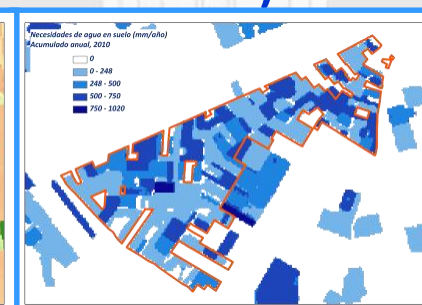 Necesidades de agua en suelo (mm/año)
Acumulado anual, 2010
0
0 - 248
248 - 500
500 - 750
750 - 1020